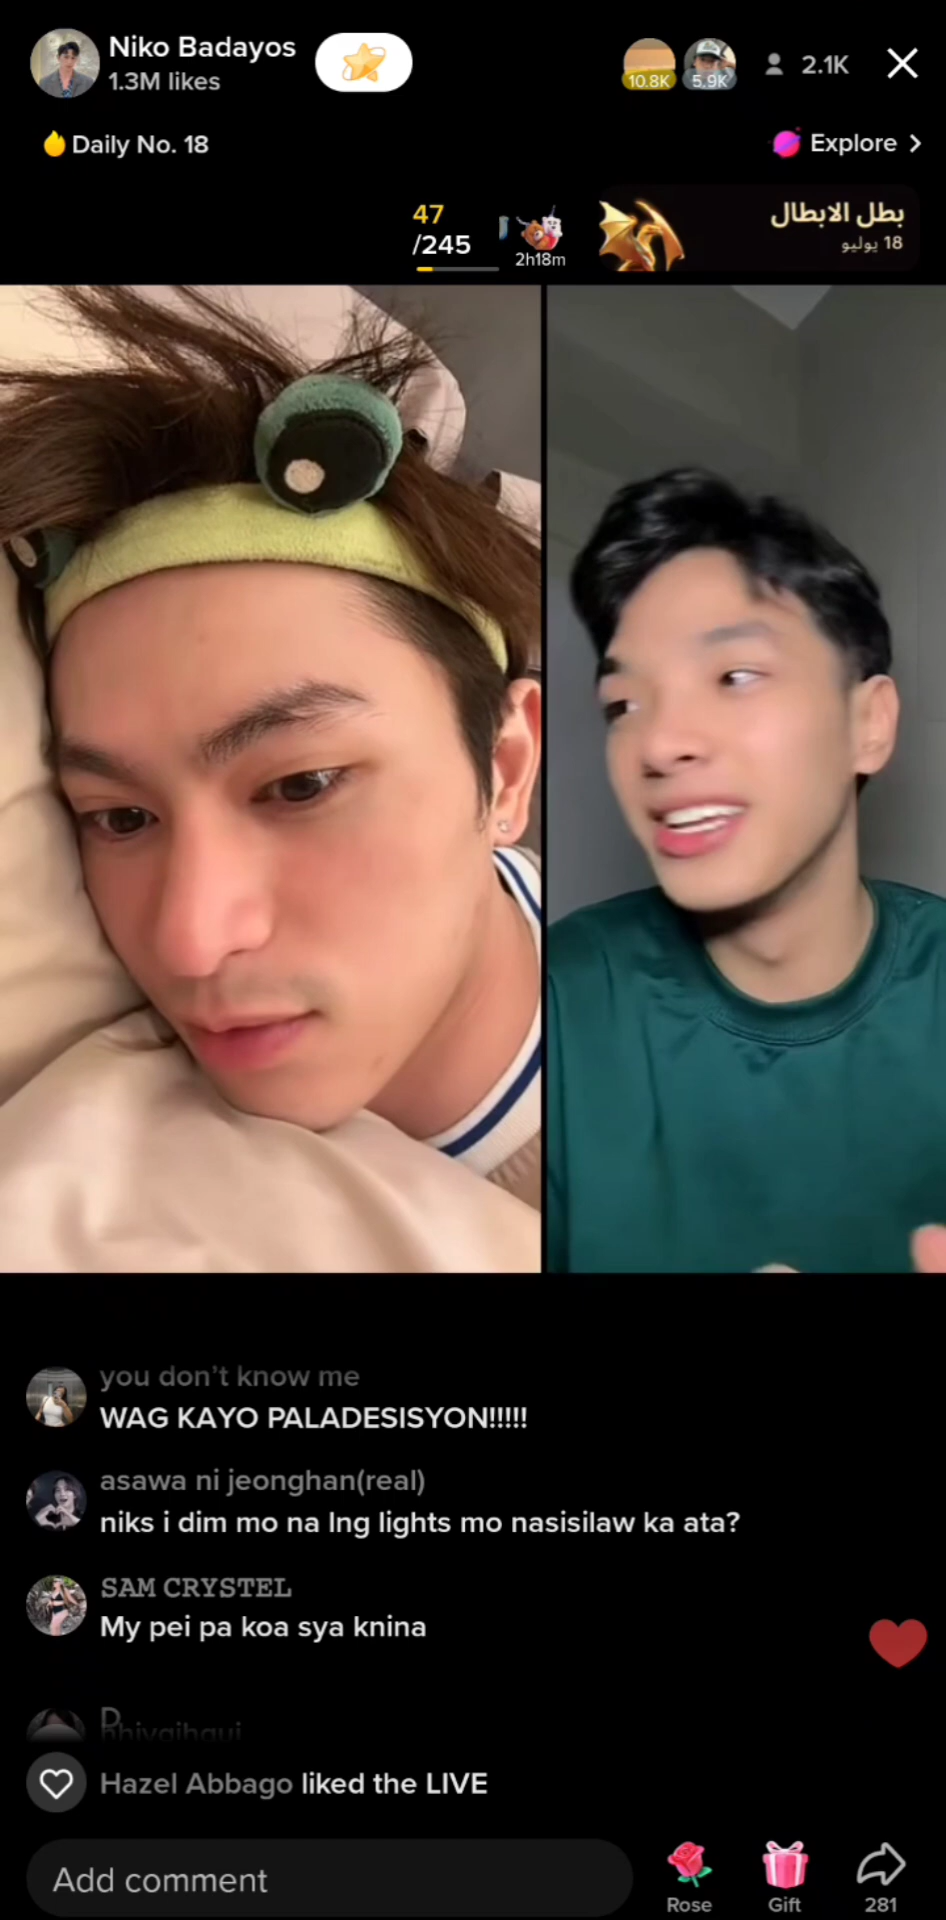 Niko Badayos
1.3M likes
10.8K
5.9K
2.1K
Daily No. 18
Explore
47
/245
2h18m
بطل الابطال
18 يوليو
you don't know me
WAG KAYO PALADESISYON!!!!!
asawa ni jeonghan(real)
niks i dim mo na lng lights mo nasisilaw ka ata?
SAM CRYSTEL
My pei pa koa sya knina
Hazel Abbago liked the LIVE
Add comment
Rose
Gift
281